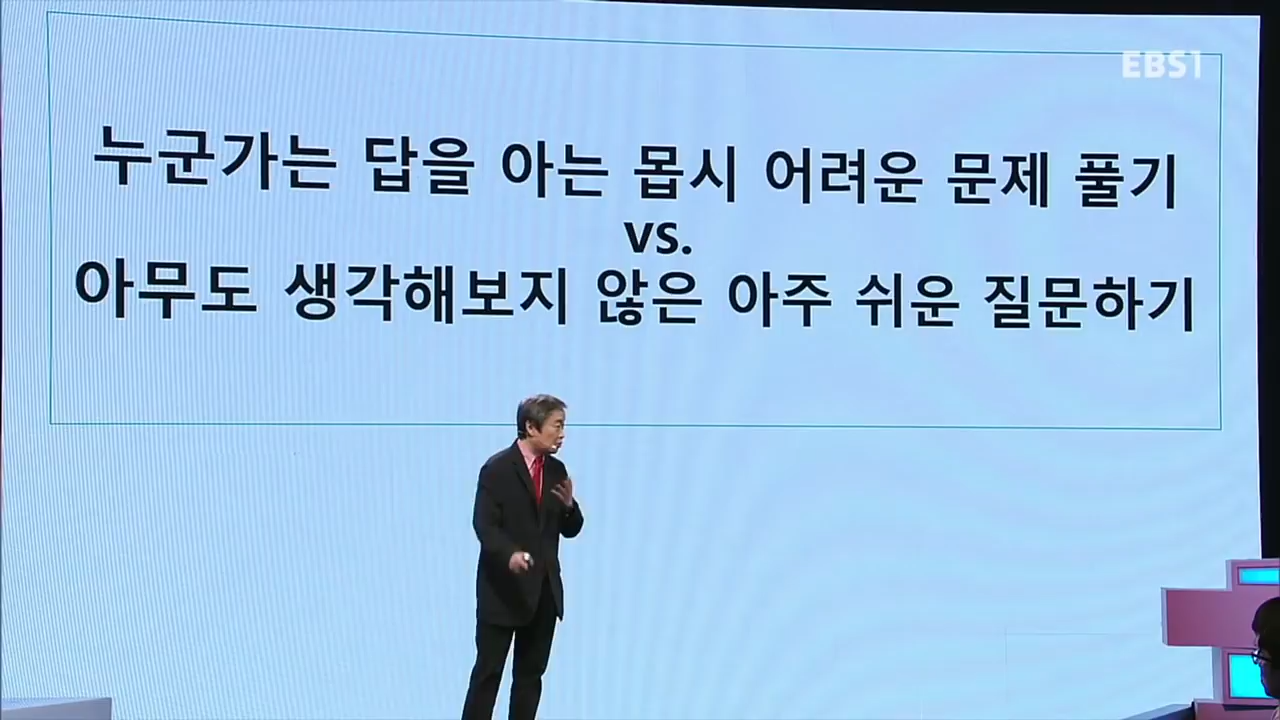 EBS1
누군가는 답을 아는 몹시 어려운 문제 풀기
vs.
아무도 생각해보지 않은 아주 쉬운 질문하기